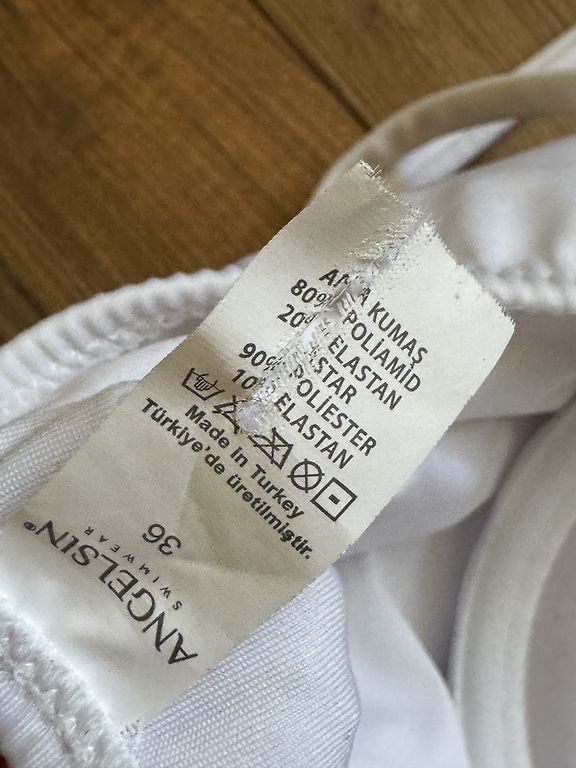 ANA KUMAŞ
80% POLIAMID
20% ELASTAN
ASTAR
90% POLIESTER
10% ELASTAN
Made In Turkey
Türkiye'de üretilmiştir.
36
ANGELSIN®
SWIMWEAR